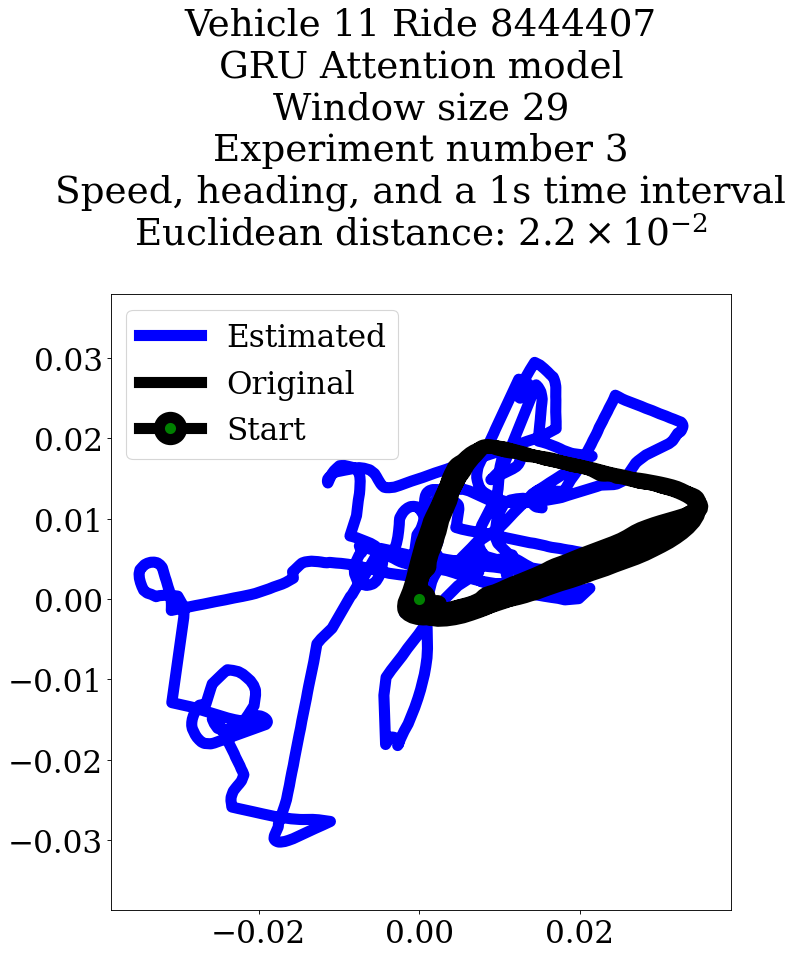 Vehicle 11 Ride 8444407
GRU Attention model
Window size 29
Experiment number 3
Speed, heading, and a 1s time interval
Euclidean distance: 2.2 × 10⁻²
Estimated
Original
Start
0.03
0.02
0.01
0.00
−0.01
−0.02
−0.03
−0.02 0.00 0.02